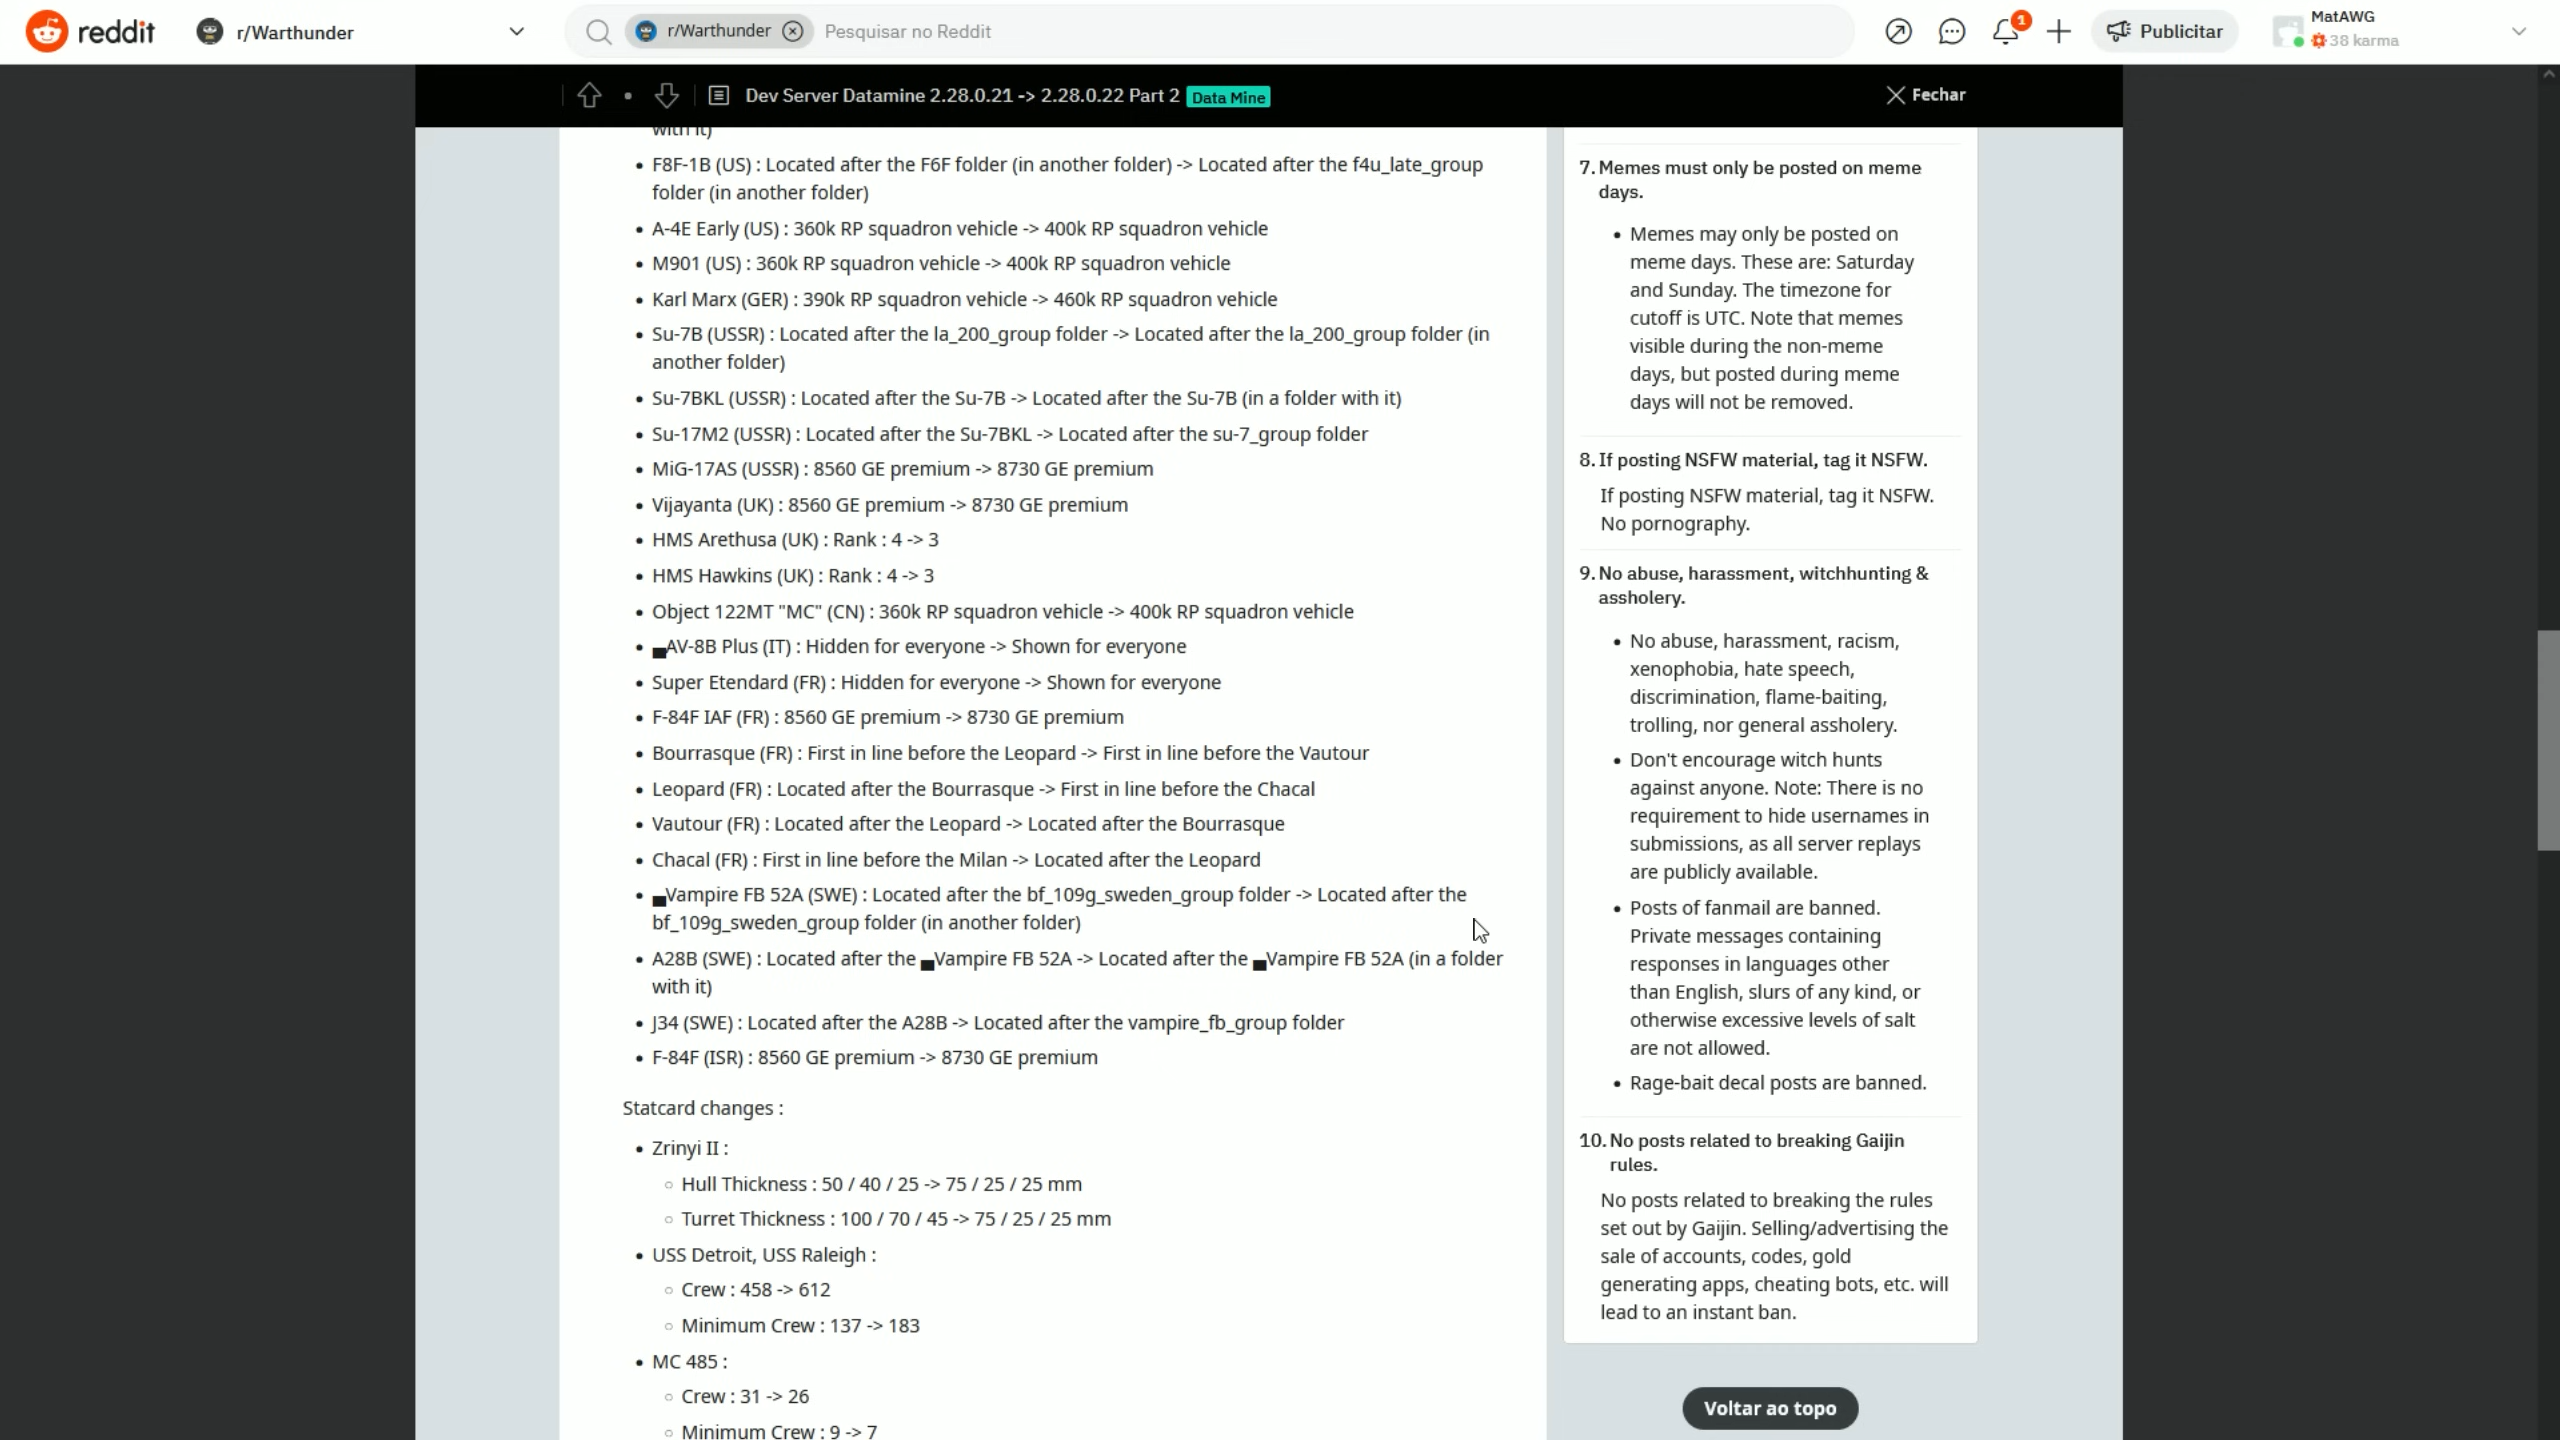 reddit
r/Warthunder
r/Warthunder
Pesquisar no Reddit
1
Publicitar
MatAWG
38 karma
Dev Server Datamine 2.28.0.21 -> 2.28.0.22 Part 2 Data Mine
Fechar
with it)
• F8F-1B (US) : Located after the F6F folder (in another folder) -> Located after the f4u_late_group
folder (in another folder)
• A-4E Early (US) : 360k RP squadron vehicle -> 400k RP squadron vehicle
• M901 (US) : 360k RP squadron vehicle -> 400k RP squadron vehicle
• Karl Marx (GER) : 390k RP squadron vehicle -> 460k RP squadron vehicle
• Su-7B (USSR) : Located after the la_200_group folder -> Located after the la_200_group folder (in
another folder)
• Su-7BKL (USSR) : Located after the Su-7B -> Located after the Su-7B (in a folder with it)
• Su-17M2 (USSR) : Located after the Su-7BKL -> Located after the su-7_group folder
• MiG-17AS (USSR) : 8560 GE premium -> 8730 GE premium
• Vijayanta (UK) : 8560 GE premium -> 8730 GE premium
• HMS Arethusa (UK) : Rank : 4 -> 3
• HMS Hawkins (UK) : Rank : 4 -> 3
• Object 122MT "MC" (CN) : 360k RP squadron vehicle -> 400k RP squadron vehicle
• ▄AV-8B Plus (IT) : Hidden for everyone -> Shown for everyone
• Super Etendard (FR) : Hidden for everyone -> Shown for everyone
• F-84F IAF (FR) : 8560 GE premium -> 8730 GE premium
• Bourrasque (FR) : First in line before the Leopard -> First in line before the Vautour
• Leopard (FR) : Located after the Bourrasque -> First in line before the Chacal
• Vautour (FR) : Located after the Leopard -> Located after the Bourrasque
• Chacal (FR) : First in line before the Milan -> Located after the Leopard
• ▄Vampire FB 52A (SWE) : Located after the bf_109g_sweden_group folder -> Located after the
bf_109g_sweden_group folder (in another folder)
• A28B (SWE) : Located after the ▄Vampire FB 52A -> Located after the ▄Vampire FB 52A (in a folder
with it)
• J34 (SWE) : Located after the A28B -> Located after the vampire_fb_group folder
• F-84F (ISR) : 8560 GE premium -> 8730 GE premium
Statcard changes :
• Zrinyi II :
○ Hull Thickness : 50 / 40 / 25 -> 75 / 25 / 25 mm
○ Turret Thickness : 100 / 70 / 45 -> 75 / 25 / 25 mm
• USS Detroit, USS Raleigh :
○ Crew : 458 -> 612
○ Minimum Crew : 137 -> 183
• MC 485 :
○ Crew : 31 -> 26
○ Minimum Crew : 9 -> 7
7. Memes must only be posted on meme
days.
• Memes may only be posted on
meme days. These are: Saturday
and Sunday. The timezone for
cutoff is UTC. Note that memes
visible during the non-meme
days, but posted during meme
days will not be removed.
8. If posting NSFW material, tag it NSFW.
If posting NSFW material, tag it NSFW.
No pornography.
9. No abuse, harassment, witchhunting &
assholery.
• No abuse, harassment, racism,
xenophobia, hate speech,
discrimination, flame-baiting,
trolling, nor general assholery.
• Don't encourage witch hunts
against anyone. Note: There is no
requirement to hide usernames in
submissions, as all server replays
are publicly available.
• Posts of fanmail are banned.
Private messages containing
responses in languages other
than English, slurs of any kind, or
otherwise excessive levels of salt
are not allowed.
• Rage-bait decal posts are banned.
10. No posts related to breaking Gaijin
rules.
No posts related to breaking the rules
set out by Gaijin. Selling/advertising the
sale of accounts, codes, gold
generating apps, cheating bots, etc. will
lead to an instant ban.
Voltar ao topo